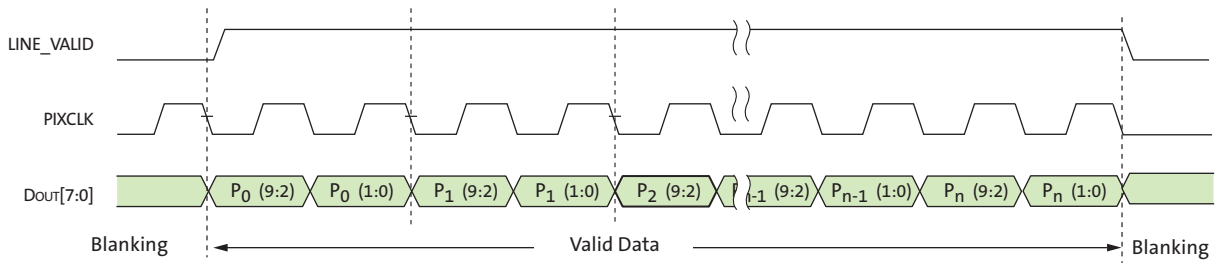 LINE_VALID
PIXCLK
DOUT[7:0] P0 (9:2) P0 (1:0) P1 (9:2) P1 (1:0) P2 (9:2) n-1 (9:2) Pn-1 (1:0) Pn (9:2) Pn (1:0)
Blanking Valid Data Blanking